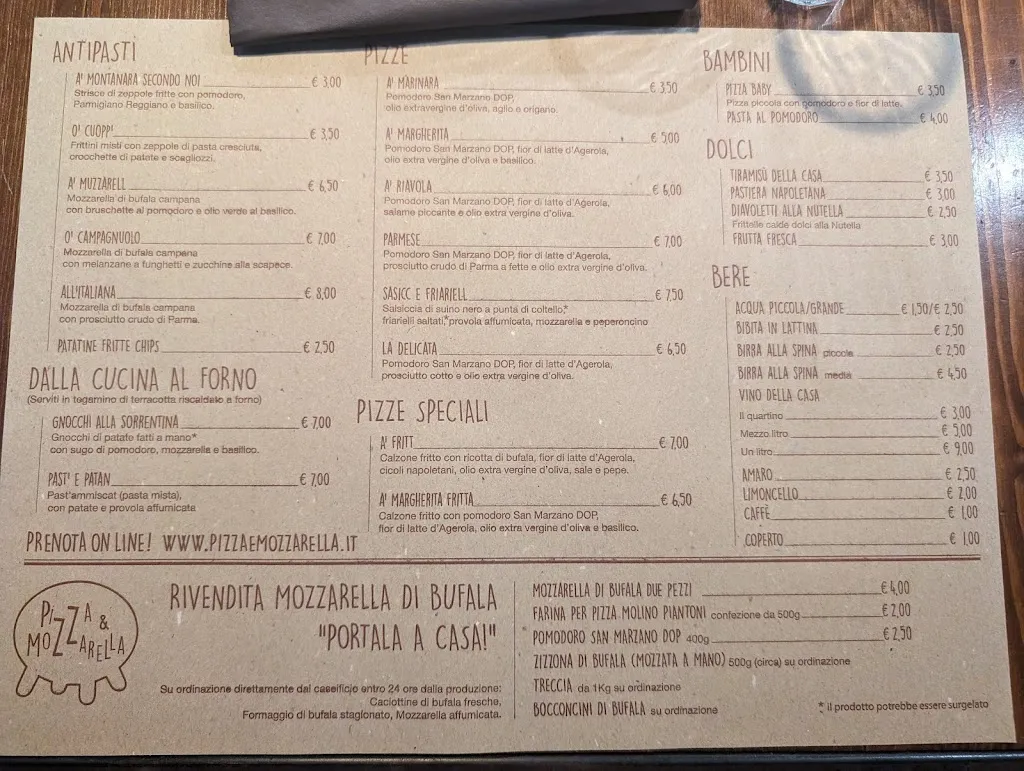 ANTIPASTI
A' MONTANARA SECONDO NOI € 3,00
Strisce di zeppole fritte con pomodoro,
Parmigiano Reggiano e basilico.
O' CUOPP' € 3,50
Frittini misti con zeppole di pasta cresciuta,
crocchette di patate e scagliozzi.
A' MUZZARELL € 6,50
Mozzarella di bufala campana
con bruschette al pomodoro e olio verde al basilico.
O' CAMPAGNUOLO € 7,00
Mozzarella di bufala campana
con melanzane a funghetti e zucchine alla scapece.
ALL'ITALIANA € 8,00
Mozzarella di bufala campana
con prosciutto crudo di Parma.
PATATINE FRITTE CHIPS € 2,50
DALLA CUCINA AL FORNO
(Serviti in tegamino di terracotta riscaldato a forno)
GNOCCHI ALLA SORRENTINA € 7,00
Gnocchi di patate fatti a mano*
con sugo di pomodoro, mozzarella e basilico.
PAST' E PATAN € 7,00
Past'ammiscat (pasta mista),
con patate e provola affumicata
PRENOTA ON LINE! WWW.PIZZAEMOZZARELLA.IT
PIZZE
A' MARINARA € 3,50
Pomodoro San Marzano DOP,
olio extravergine d'oliva, aglio e origano.
A' MARGHERITA € 5,00
Pomodoro San Marzano DOP, fior di latte d'Agerola,
olio extra vergine d'oliva e basilico.
A' RIAVOLA € 6,00
Pomodoro San Marzano DOP, fior di latte d'Agerola,
salame piccante e olio extra vergine d'oliva.
PARMESE € 7,00
Pomodoro San Marzano DOP, fior di latte d'Agerola,
prosciutto crudo di Parma a fette e olio extra vergine d'oliva.
SASICC E FRIARIELL € 7,50
Salsiccia di suino nero a punta di coltello,*
friarielli saltati,*provola affumicata, mozzarella e peperoncino
LA DELICATA € 6,50
Pomodoro San Marzano DOP, fior di latte d'Agerola,
prosciutto cotto e olio extra vergine d'oliva.
PIZZE SPECIALI
A' FRITT € 7,00
Calzone fritto con ricotta di bufala, fior di latte d'Agerola,
cicoli napoletani, olio extra vergine d'oliva, sale e pepe.
A' MARGHERITA FRITTA € 6,50
Calzone fritto con pomodoro San Marzano DOP,
fior di latte d'Agerola, olio extra vergine d'oliva e basilico.
BAMBINI
PIZZA BABY € 3,50
Pizza piccola con pomodoro e fior di latte.
PASTA AL POMODORO € 4,00
DOLCI
TIRAMISÙ DELLA CASA € 3,50
PASTIERA NAPOLETANA € 3,00
DIAVOLETTI ALLA NUTELLA € 2,50
Frittelle calde dolci alla Nutella
FRUTTA FRESCA € 3,00
BERE
ACQUA PICCOLA/GRANDE € 1,50/€ 2,50
BIBITA IN LATTINA € 2,50
BIRRA ALLA SPINA piccola € 2,50
BIRRA ALLA SPINA media € 4,50
VINO DELLA CASA
Il quartino € 3,00
Mezzo litro € 5,00
Un litro € 9,00
AMARO € 2,50
LIMONCELLO € 2,00
CAFFÈ € 1,00
COPERTO € 1,00
PIZZA & MOZZARELLA
RIVENDITA MOZZARELLA DI BUFALA
"PORTALA A CASA!"
Su ordinazione direttamente dal caseificio entro 24 ore dalla produzione:
Caciottine di bufala fresche,
Formaggio di bufala stagionato, Mozzarella affumicata.
MOZZARELLA DI BUFALA DUE PEZZI € 4,00
FARINA PER PIZZA MOLINO PIANTONI confezione da 500g € 2,00
POMODORO SAN MARZANO DOP 400g € 2,50
ZIZZONA DI BUFALA (MOZZATA A MANO) 500g (circa) su ordinazione
TRECCIA da 1Kg su ordinazione
BOCCONCINI DI BUFALA su ordinazione
* il prodotto potrebbe essere surgelato